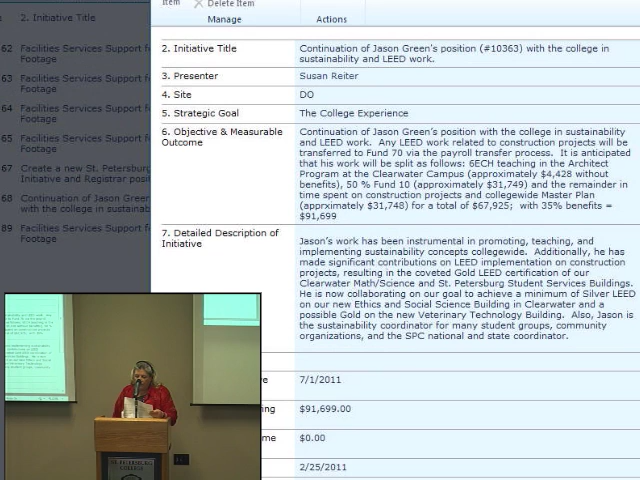 Item
Delete Item
Manage
Actions
2. Initiative Title
62 Facilities Services Support f
Footage
63 Facilities Services Support f
Footage
64 Facilities Services Support f
Footage
65 Facilities Services Support f
Footage
67 Create a new St. Petersburg
Initiative and Registrar posi
68 Continuation of Jason Green
with the college in sustainab
89 Facilities Services Support f
Footage
2. Initiative Title
Continuation of Jason Green's position (#10363) with the college in
sustainability and LEED work.
3. Presenter
Susan Reiter
4. Site
DO
5. Strategic Goal
The College Experience
6. Objective & Measurable
Outcome
Continuation of Jason Green's position with the college in sustainability
and LEED work. Any LEED work related to construction projects will be
transferred to Fund 70 via the payroll transfer process. It is anticipated
that his work will be split as follows: 6ECH teaching in the Architect
Program at the Clearwater Campus (approximately $4,428 without
benefits), 50 % Fund 10 (approximately $31,749) and the remainder in
time spent on construction projects and collegewide Master Plan
(apprximately $31,748) for a total of $67,925; with 35% benefits =
$91,699
7. Detailed Description of
Initiative
Jason's work has been instrumental in promoting, teaching, and
implementing sustainability concepts collegewide. Additionally, he has
made significant contributions on LEED implementation on construction
projects, resulting in the coveted Gold LEED certification of our
Clearwater Math/Science and St. Petersburg Student Services Buildings.
He is now collaborating on our goal to achieve a minimum of Silver LEED
on our new Ethics and Social Science Building in Clearwater and a
possible Gold on the new Veterinary Technology Building. Also, Jason is
the sustainability coordinator for many student groups, community
organizations, and the SPC national and state coordinator.
ve
7/1/2011
ing
$91,699.00
me
$0.00
2/25/2011
ST. PETERSBURG
COLLEGE